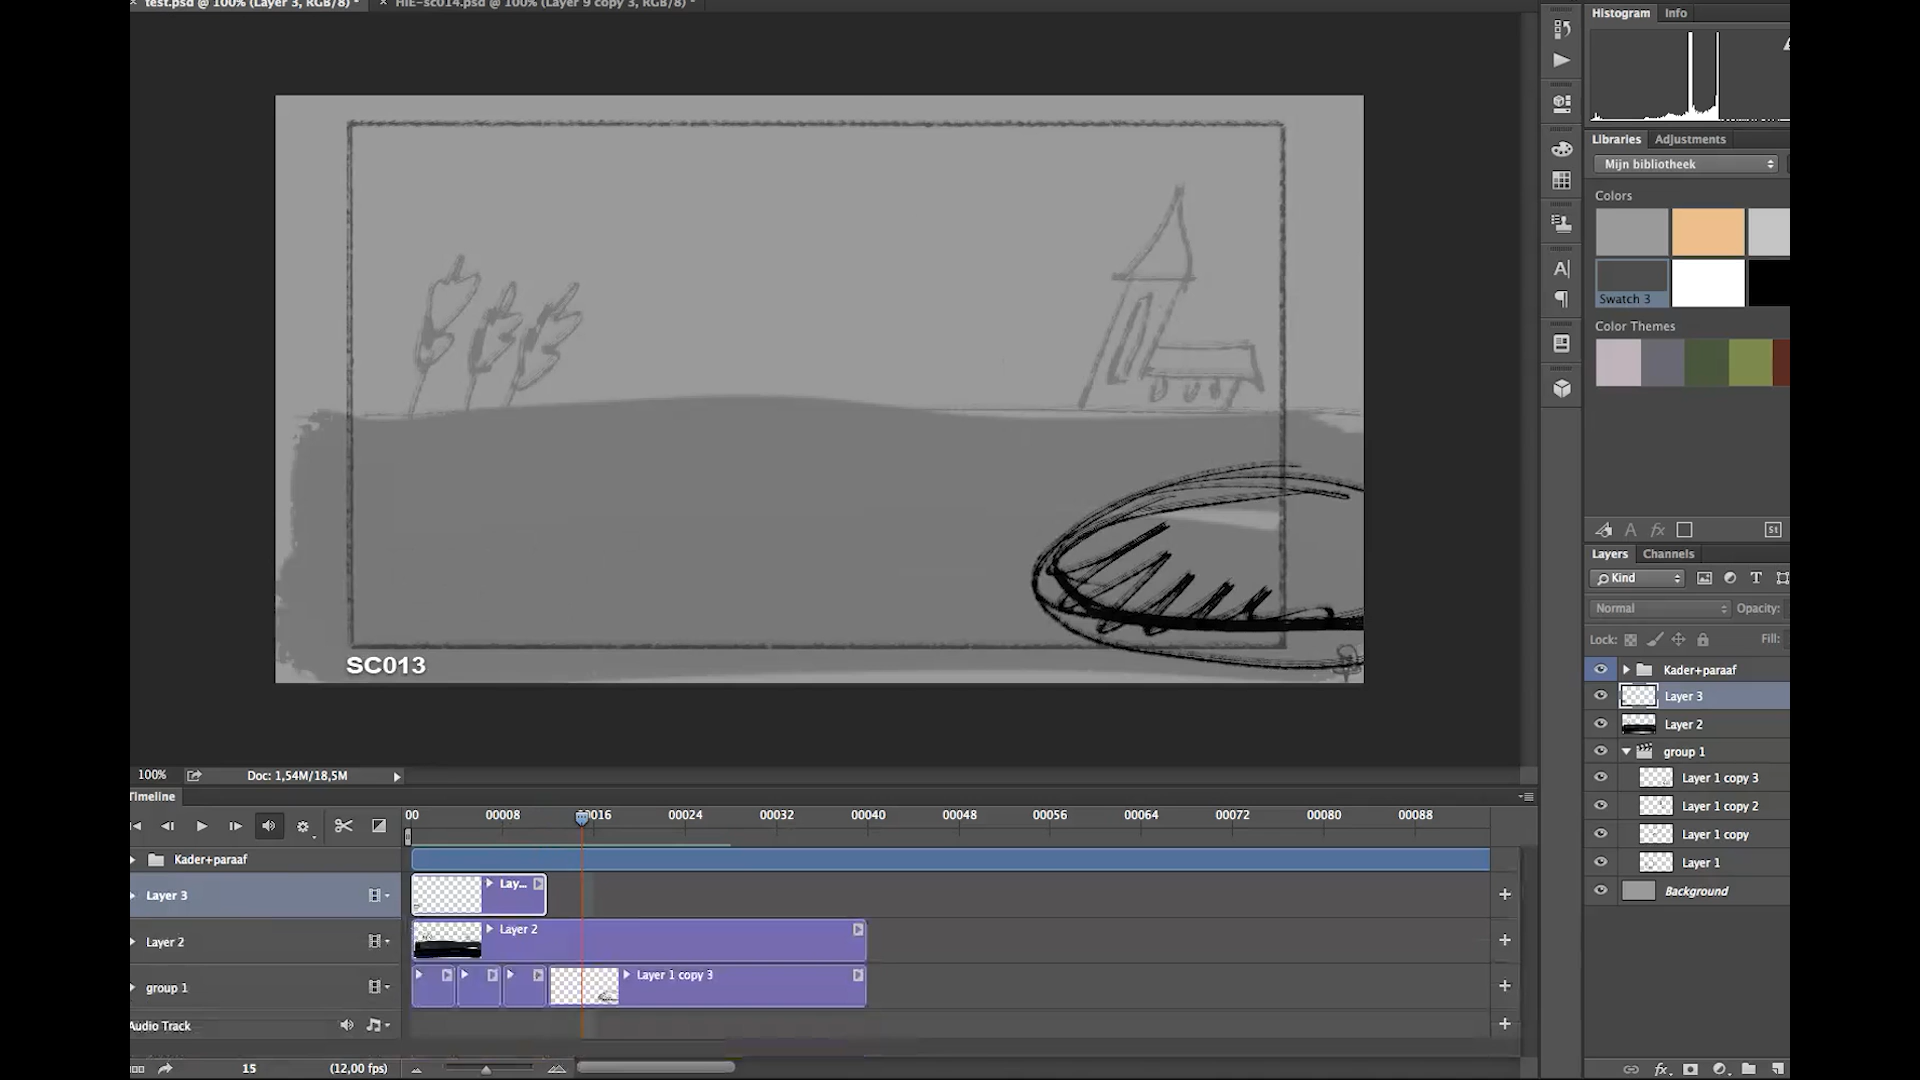 test.psd @ 100% (Layer 3, RGB/8) *
HIE-sc014.psd @ 100% (Layer 9 copy 3, RGB/8) *
Histogram Info
Libraries Adjustments
Mijn bibliotheek
Colors
Swatch 3
Color Themes
St
Layers Channels
Kind
Normal Opacity:
Lock: Fill:
Kader+paraaf
Layer 3
Layer 2
group 1
Layer 1 copy 3
Layer 1 copy 2
Layer 1 copy
Layer 1
Background
SC013
100% Doc: 1,54M/18,5M
Timeline
00 00008 0016 00024 00032 00040 00048 00056 00064 00072 00080 00088
Kader+paraaf
Layer 3 Lay...
Layer 2 Layer 2
group 1 Layer 1 copy 3
Audio Track
15 (12,00 fps)